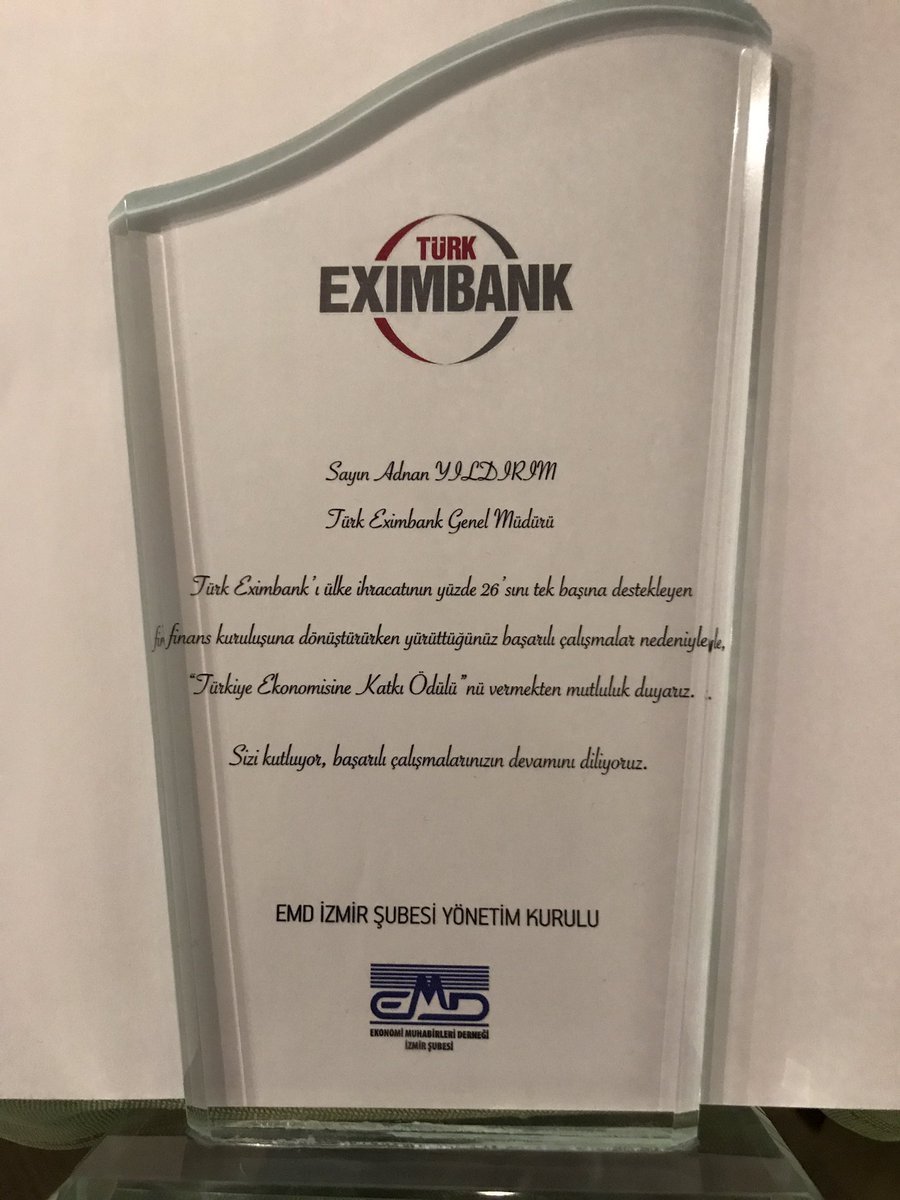 TÜRK
EXIMBANK
Sayın Adnan YILDIRIM
Türk Eximbank Genel Müdürü
Türk Eximbank'ı ülke ihracatının yüzde 26'sını tek başına destekleyen
finans kuruluşuna dönüştürürken yürüttüğünüz başarılı çalışmalar nedeniyle,
"Türkiye Ekonomisine Katkı Ödülü"nü vermekten mutluluk duyarız.
Sizi kutluyor, başarılı çalışmalarınızın devamını diliyoruz.
EMD İZMİR ŞUBESİ YÖNETİM KURULU
EMD
EKONOMİ MUHABİRLERİ DERNEĞİ
İZMİR ŞUBESİ